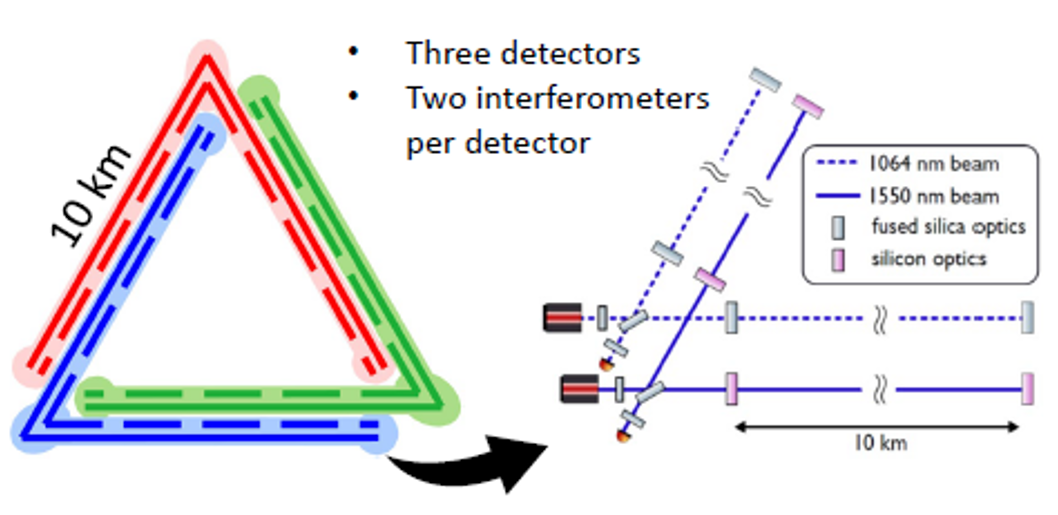 • Three detectors
• Two interferometers
per detector
10 km
1064 nm beam
1550 nm beam
fused silica optics
silicon optics
10 km